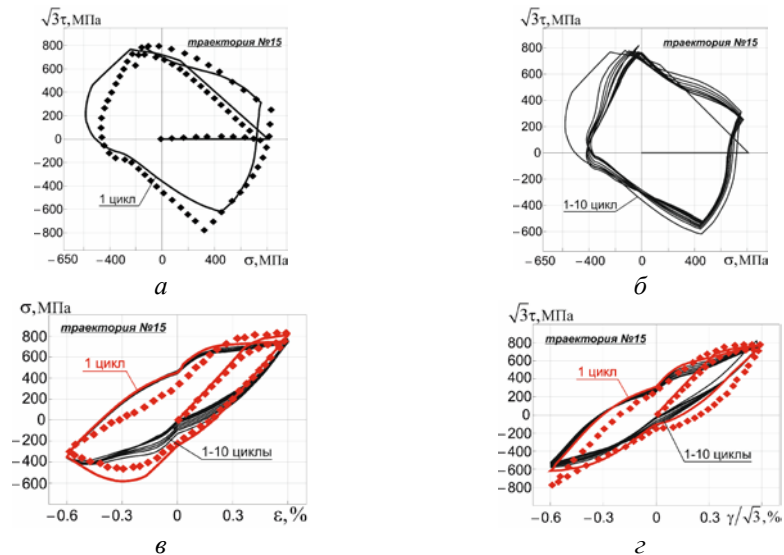 √3τ, МПа
траектория №15
800
600
400
200
0
−200
−400
−600
−800
1 цикл
−650
−400
0
400
σ, МПа
а
√3τ, МПа
траектория №15
800
600
400
200
0
−200
−400
−600
−800
1-10 цикл
−650
−400
0
400
σ, МПа
б
σ, МПа
траектория №15
800
600
400
200
0
−200
−400
−600
−800
1 цикл
1-10 циклы
−0.6
−0.3
0
0.3
ε, %
в
√3τ, МПа
траектория №15
800
600
400
200
0
−200
−400
−600
−800
1 цикл
1-10 циклы
−0.6
−0.3
0
0.3
γ/√3, %
г